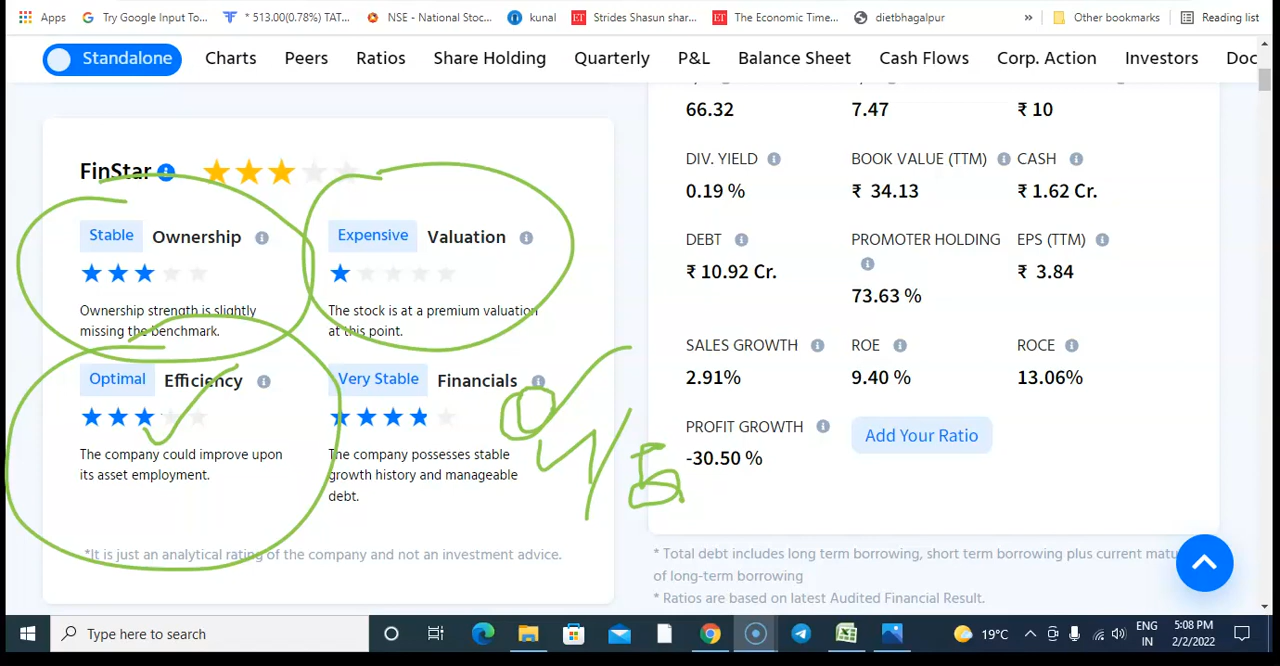 Apps Try Google Input To... * 513.00(0.78%) TAT... NSE - National Stoc... kunal ET Strides Shasun shar... ET The Economic Time... dietbhagalpur » Other bookmarks Reading list
Standalone Charts Peers Ratios Share Holding Quarterly P&L Balance Sheet Cash Flows Corp. Action Investors Doc
FinStar
Stable Ownership
Ownership strength is slightly
missing the benchmark.
Expensive Valuation
The stock is at a premium valuation
at this point.
Optimal Efficiency
The company could improve upon
its asset employment.
Very Stable Financials
The company possesses stable
growth history and manageable
debt.
*It is just an analytical rating of the company and not an investment advice.
66.32 7.47 ₹ 10
DIV. YIELD BOOK VALUE (TTM) CASH
0.19 % ₹ 34.13 ₹ 1.62 Cr.
DEBT PROMOTER HOLDING EPS (TTM)
₹ 10.92 Cr. 73.63 % ₹ 3.84
SALES GROWTH ROE ROCE
2.91% 9.40 % 13.06%
PROFIT GROWTH Add Your Ratio
-30.50 %
* Total debt includes long term borrowing, short term borrowing plus current
of long-term borrowing
* Ratios are based on latest Audited Financial Result.
Type here to search 19°C ENG 5:08 PM
IN 2/2/2022